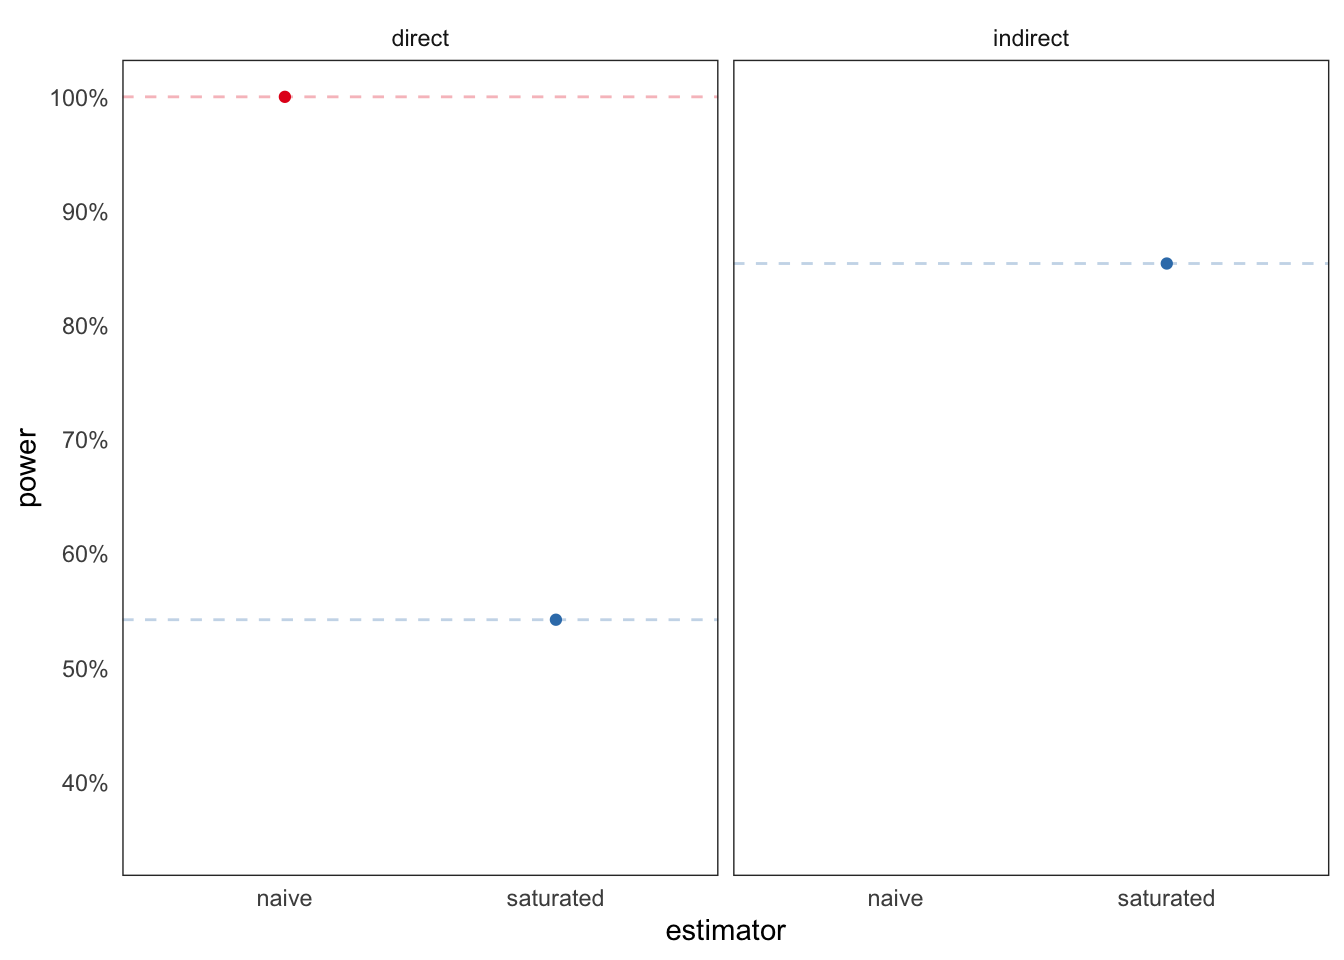 direct
indirect
100%
90%
80%
70%
60%
50%
40%
power
naive
saturated
naive
saturated
estimator